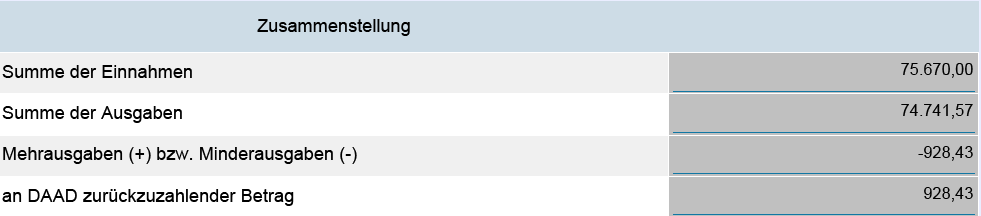 Zusammenstellung
Summe der Einnahmen 75.670,00
Summe der Ausgaben 74.741,57
Mehrausgaben (+) bzw. Minderausgaben (-) -928,43
an DAAD zurückzuzahlender Betrag 928,43